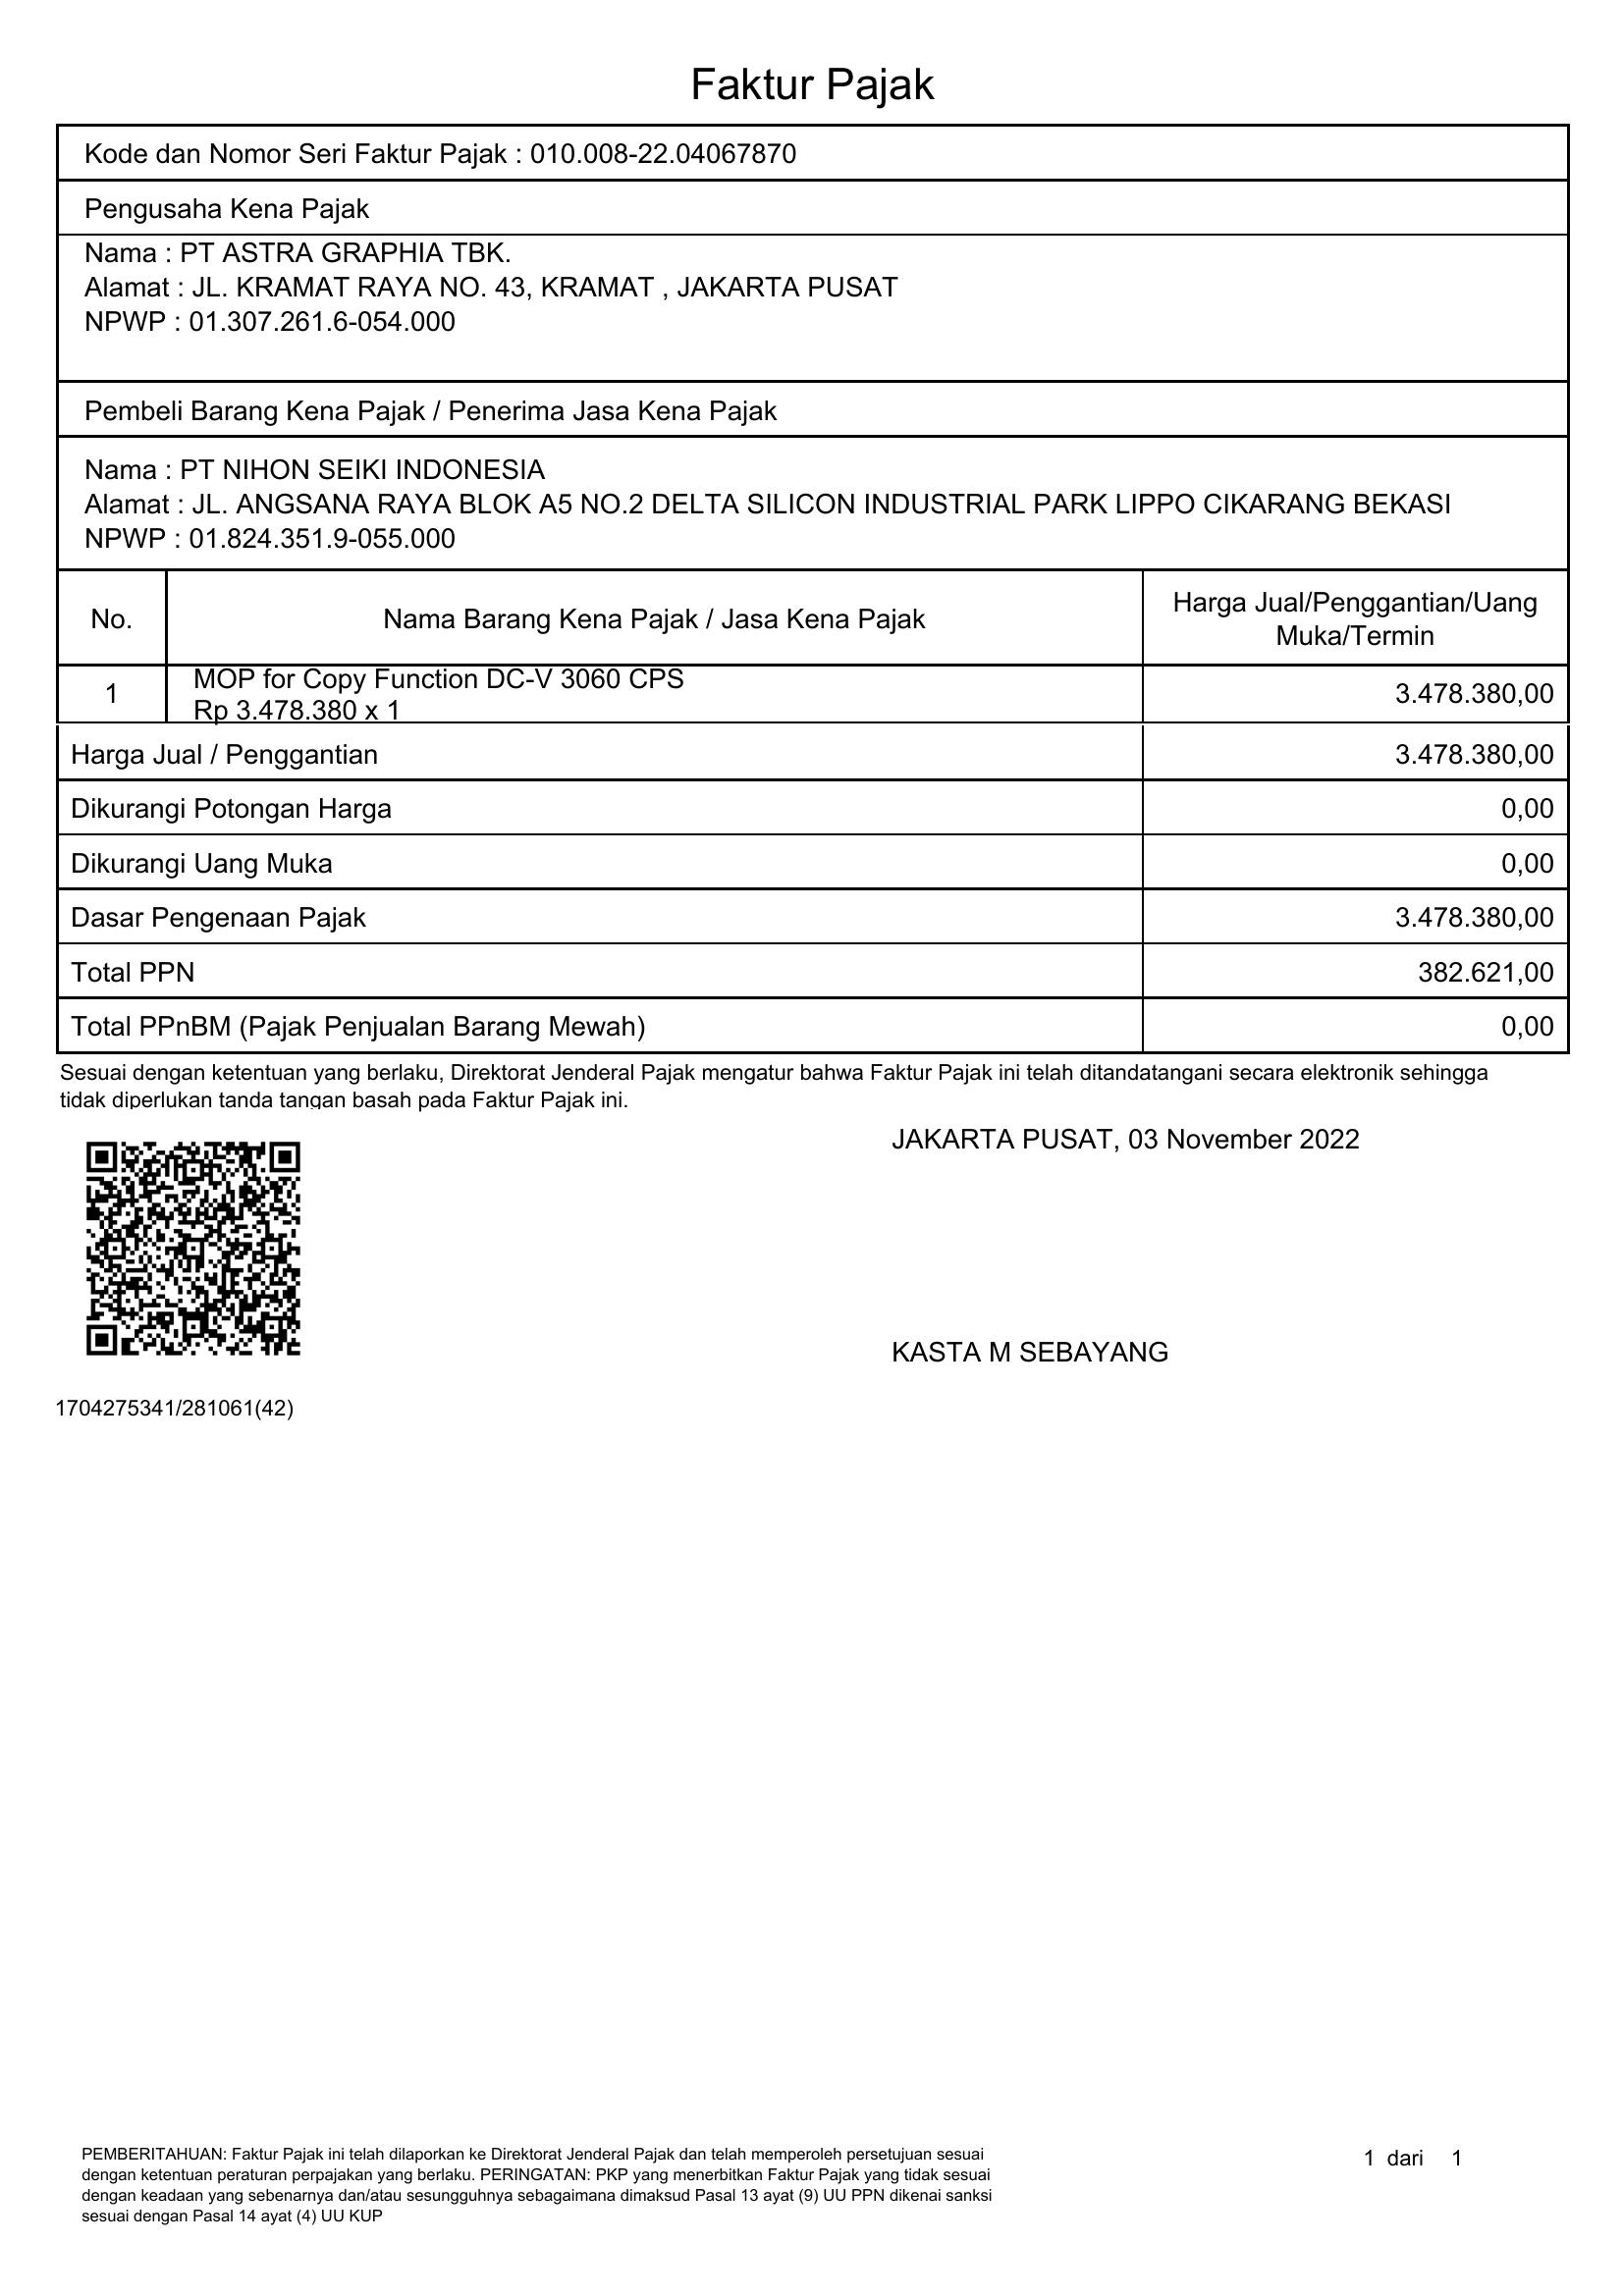 Faktur Pajak
Kode dan Nomor Seri Faktur Pajak : 010.008-22.04067870
Pengusaha Kena Pajak
Nama : PT ASTRA GRAPHIA TBK.
Alamat : JL. KRAMAT RAYA NO. 43, KRAMAT , JAKARTA PUSAT
NPWP : 01.307.261.6-054.000
Pembeli Barang Kena Pajak / Penerima Jasa Kena Pajak
Nama : PT NIHON SEIKI INDONESIA
Alamat : JL. ANGSANA RAYA BLOK A5 NO.2 DELTA SILICON INDUSTRIAL PARK LIPPO CIKARANG BEKASI
NPWP : 01.824.351.9-055.000
No. Nama Barang Kena Pajak / Jasa Kena Pajak Harga Jual/Penggantian/Uang
Muka/Termin
1 MOP for Copy Function DC-V 3060 CPS 3.478.380,00
Rp 3.478.380 x 1
Harga Jual / Penggantian 3.478.380,00
Dikurangi Potongan Harga 0,00
Dikurangi Uang Muka 0,00
Dasar Pengenaan Pajak 3.478.380,00
Total PPN 382.621,00
Total PPnBM (Pajak Penjualan Barang Mewah) 0,00
Sesuai dengan ketentuan yang berlaku, Direktorat Jenderal Pajak mengatur bahwa Faktur Pajak ini telah ditandatangani secara elektronik sehingga
tidak diperlukan tanda tangan basah pada Faktur Pajak ini.
JAKARTA PUSAT, 03 November 2022
KASTA M SEBAYANG
1704275341/281061(42)
PEMBERITAHUAN: Faktur Pajak ini telah dilaporkan ke Direktorat Jenderal Pajak dan telah memperoleh persetujuan sesuai
dengan ketentuan peraturan perpajakan yang berlaku. PERINGATAN: PKP yang menerbitkan Faktur Pajak yang tidak sesuai
dengan keadaan yang sebenarnya dan/atau sesungguhnya sebagaimana dimaksud Pasal 13 ayat (9) UU PPN dikenai sanksi
sesuai dengan Pasal 14 ayat (4) UU KUP
1 dari 1